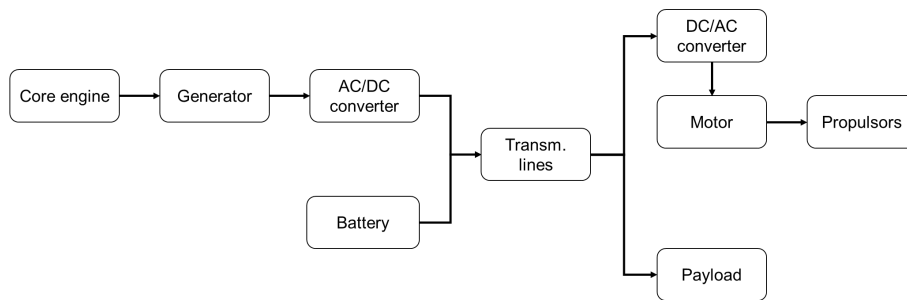 Core engine
Generator
AC/DC
converter
Battery
Transm.
lines
DC/AC
converter
Motor
Propulsors
Payload